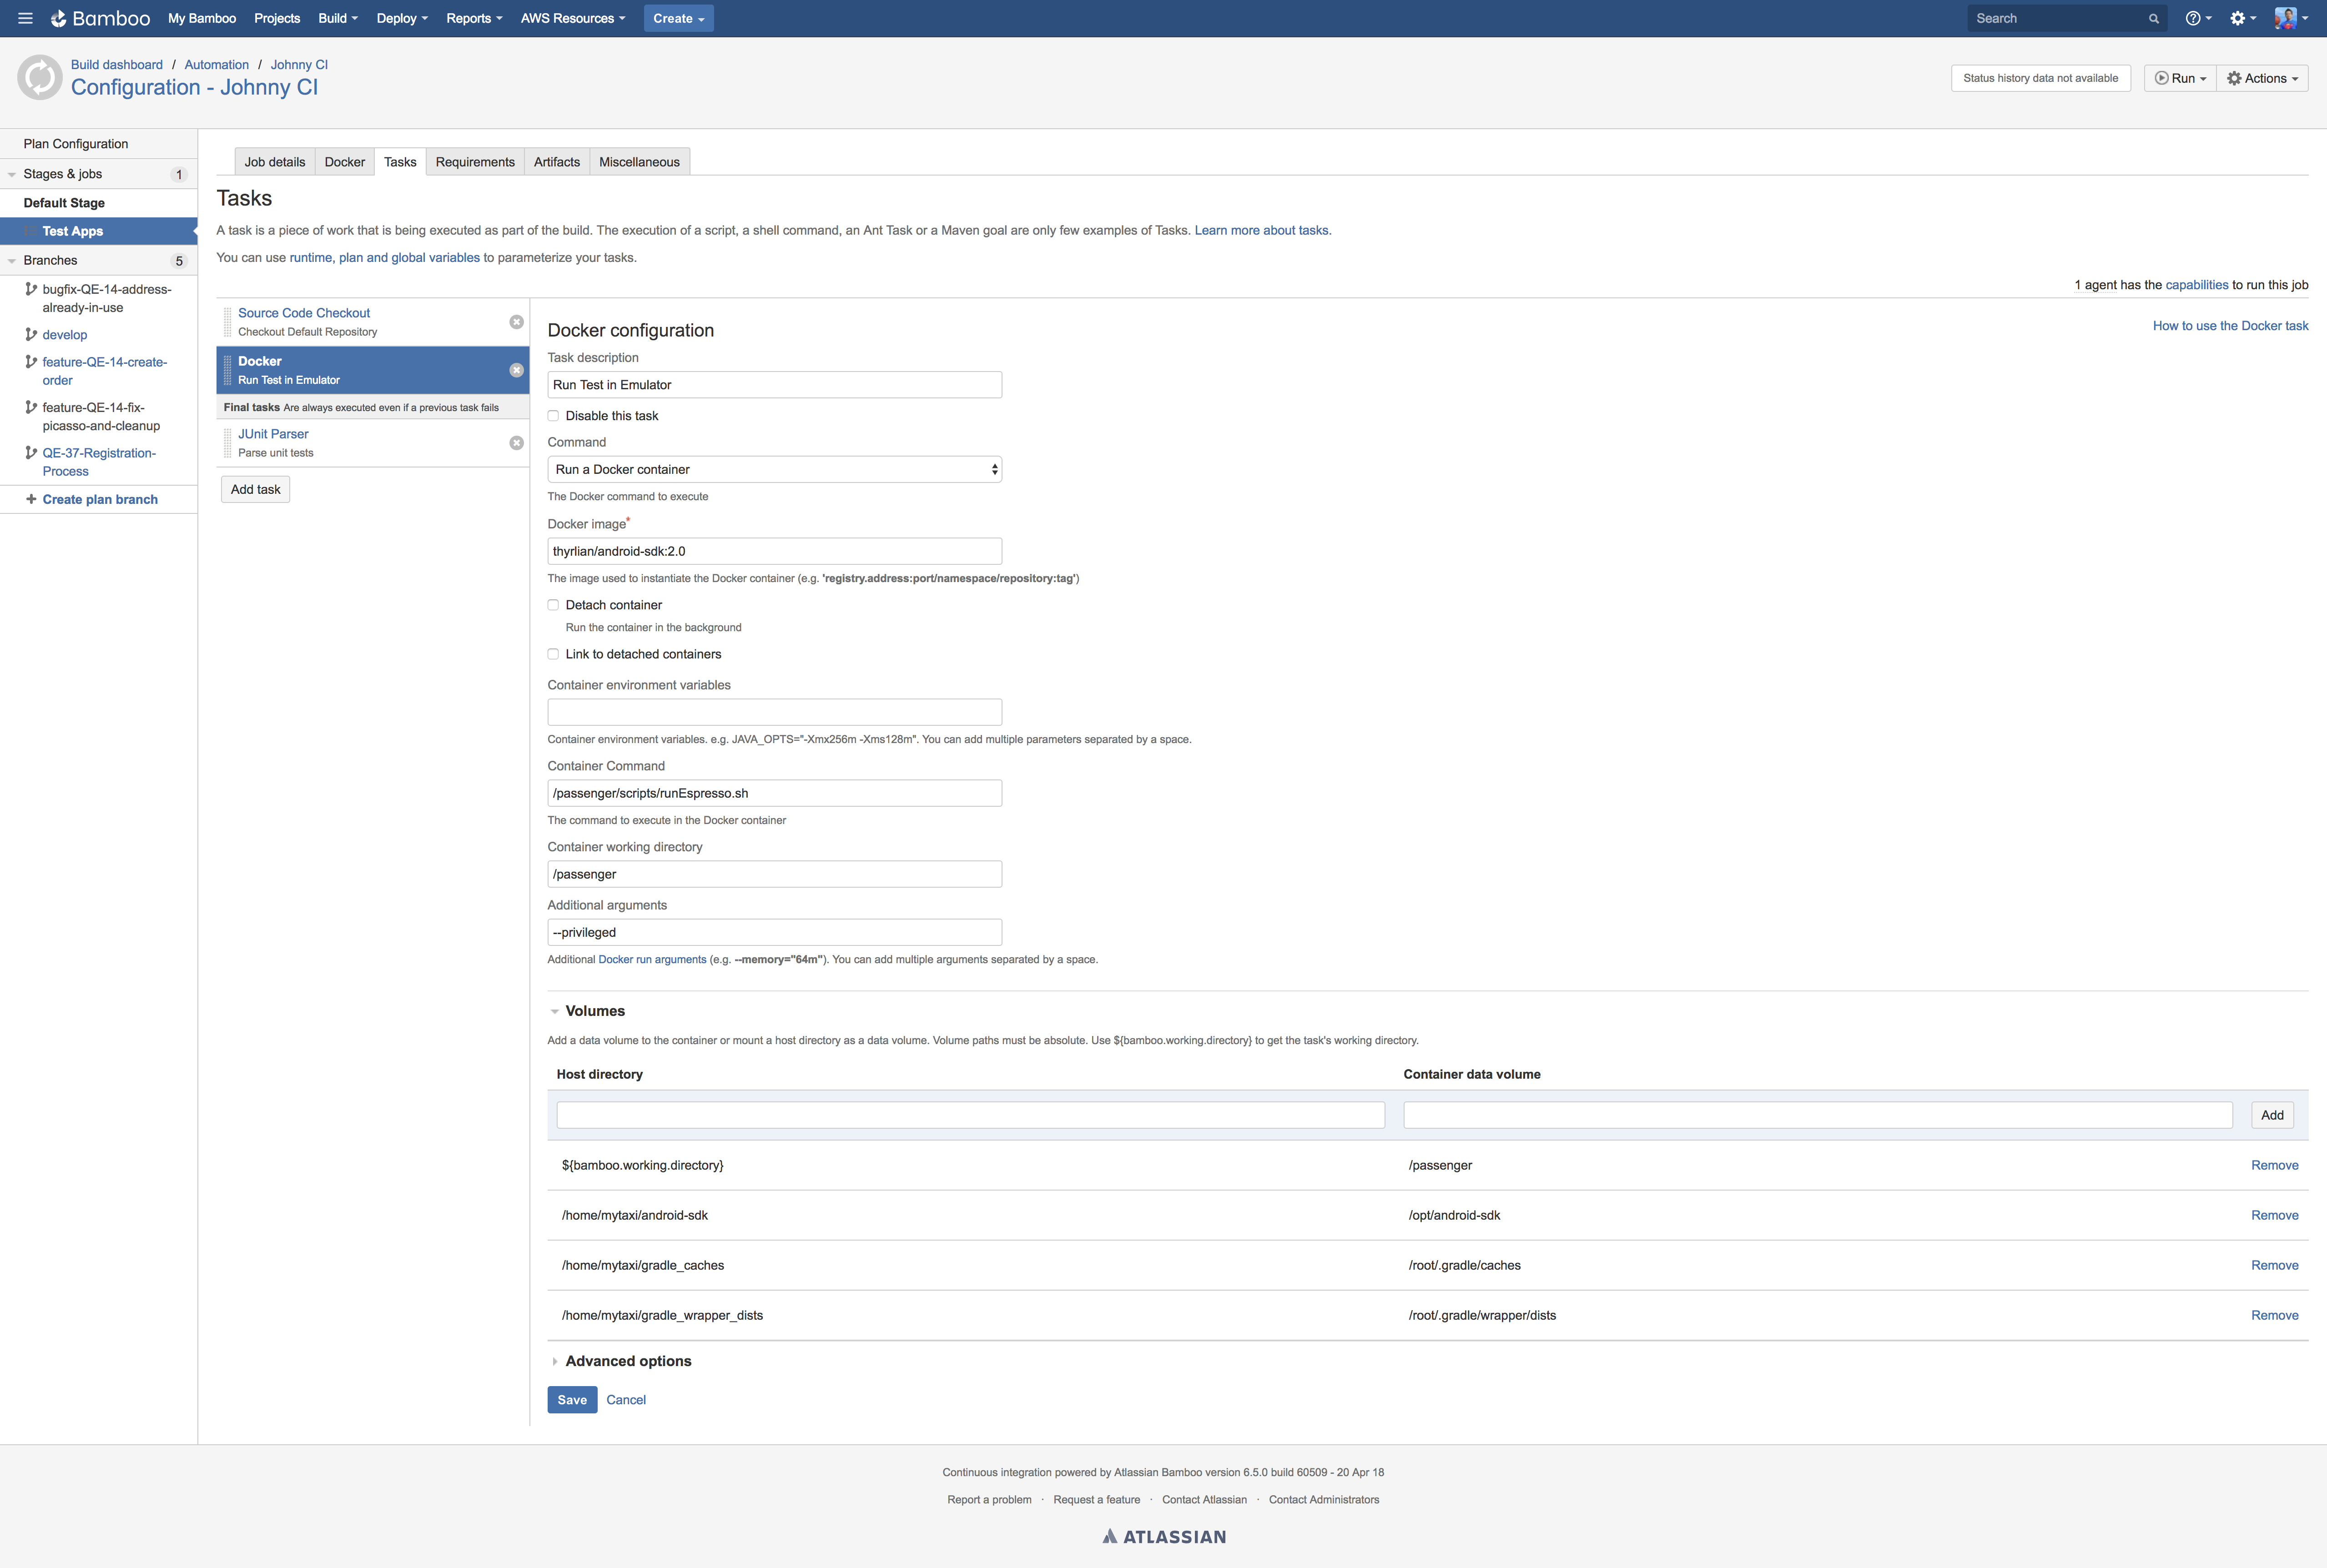 Bamboo My Bamboo Projects Build Deploy Reports AWS Resources Create Search
Build dashboard / Automation / Johnny CI
Configuration - Johnny CI
Status history data not available Run Actions
Plan Configuration
Stages & jobs 1
Default Stage
Test Apps
Branches 5
bugfix-QE-14-address-
already-in-use
develop
feature-QE-14-create-
order
feature-QE-14-fix-
picasso-and-cleanup
QE-37-Registration-
Process
Create plan branch
Job details Docker Tasks Requirements Artifacts Miscellaneous
Tasks
A task is a piece of work that is being executed as part of the build. The execution of a script, a shell command, an Ant Task or a Maven goal are only few examples of Tasks. Learn more about tasks.
You can use runtime, plan and global variables to parameterize your tasks.
1 agent has the capabilities to run this job
Source Code Checkout
Checkout Default Repository
Docker
Run Test in Emulator
Final tasks Are always executed even if a previous task fails
JUnit Parser
Parse unit tests
Add task
Docker configuration
How to use the Docker task
Task description
Run Test in Emulator
Disable this task
Command
Run a Docker container
The Docker command to execute
Docker image*
thyrlian/android-sdk:2.0
The image used to instantiate the Docker container (e.g. 'registry.address:port/namespace/repository:tag')
Detach container
Run the container in the background
Link to detached containers
Container environment variables
Container environment variables. e.g. JAVA_OPTS="-Xmx256m -Xms128m". You can add multiple parameters separated by a space.
Container Command
/passenger/scripts/runEspresso.sh
The command to execute in the Docker container
Container working directory
/passenger
Additional arguments
--privileged
Additional Docker run arguments (e.g. --memory="64m"). You can add multiple arguments separated by a space.
Volumes
Add a data volume to the container or mount a host directory as a data volume. Volume paths must be absolute. Use ${bamboo.working.directory} to get the task's working directory.
Host directory Container data volume
Add
${bamboo.working.directory} /passenger Remove
/home/mytaxi/android-sdk /opt/android-sdk Remove
/home/mytaxi/gradle_caches /root/.gradle/caches Remove
/home/mytaxi/gradle_wrapper_dists /root/.gradle/wrapper/dists Remove
Advanced options
Save Cancel
Continuous integration powered by Atlassian Bamboo version 6.5.0 build 60509 - 20 Apr 18
Report a problem · Request a feature · Contact Atlassian · Contact Administrators
ATLASSIAN